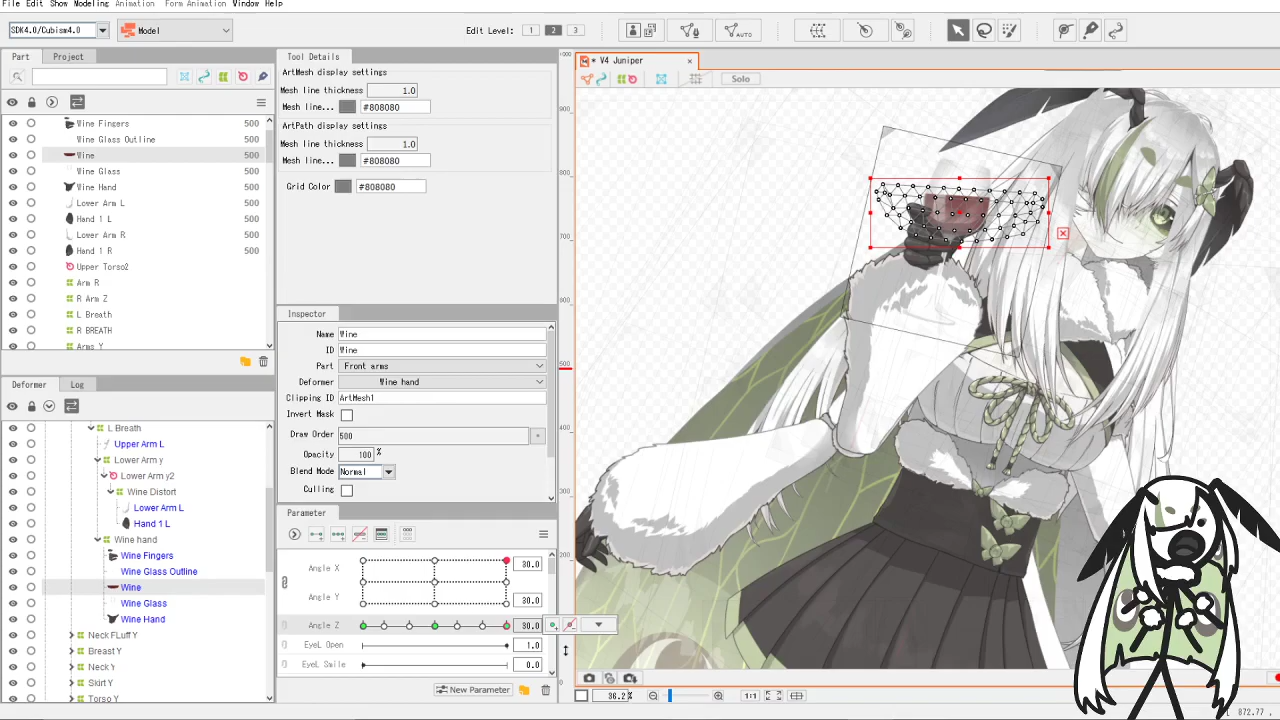 File Edit Show Modeling Animation Form Animation Window Help
SDK4.0/Cubism4.0 Model Edit Level: 1 2 3 AUTO
Part Project
Wine Fingers 500
Wine Glass Outline 500
Wine 500
Wine Glass 500
Wine Hand 500
Lower Arm L 500
Hand 1 L 500
Lower Arm R 500
Hand 1 R 500
Upper Torso2
Arm R
R Arm Z
L Breath
R BREATH
Arms Y
Deformer Log
L Breath
Upper Arm L
Lower Arm y
Lower Arm y2
Wine Distort
Lower Arm L
Hand 1 L
Wine hand
Wine Fingers
Wine Glass Outline
Wine
Wine Glass
Wine Hand
Neck FLuff Y
Breast Y
Neck Y
Skirt Y
Torso Y
Tool Details
ArtMesh display settings
Mesh line thickness 1.0
Mesh line... #808080
ArtPath display settings
Mesh line thickness 1.0
Mesh line... #808080
Grid Color #808080
Inspector
Name Wine
ID Wine
Part Front arms
Deformer Wine hand
Clipping ID ArtMesh1
Invert Mask
Draw Order 500
Opacity 100 %
Blend Mode Normal
Culling
Parameter
Angle X 30.0
Angle Y 30.0
Angle Z 30.0
EyeL Open 1.0
EyeL Smile 0.0
New Parameter
* V4 Juniper
Solo
36.2%
1:1
872.77 ,